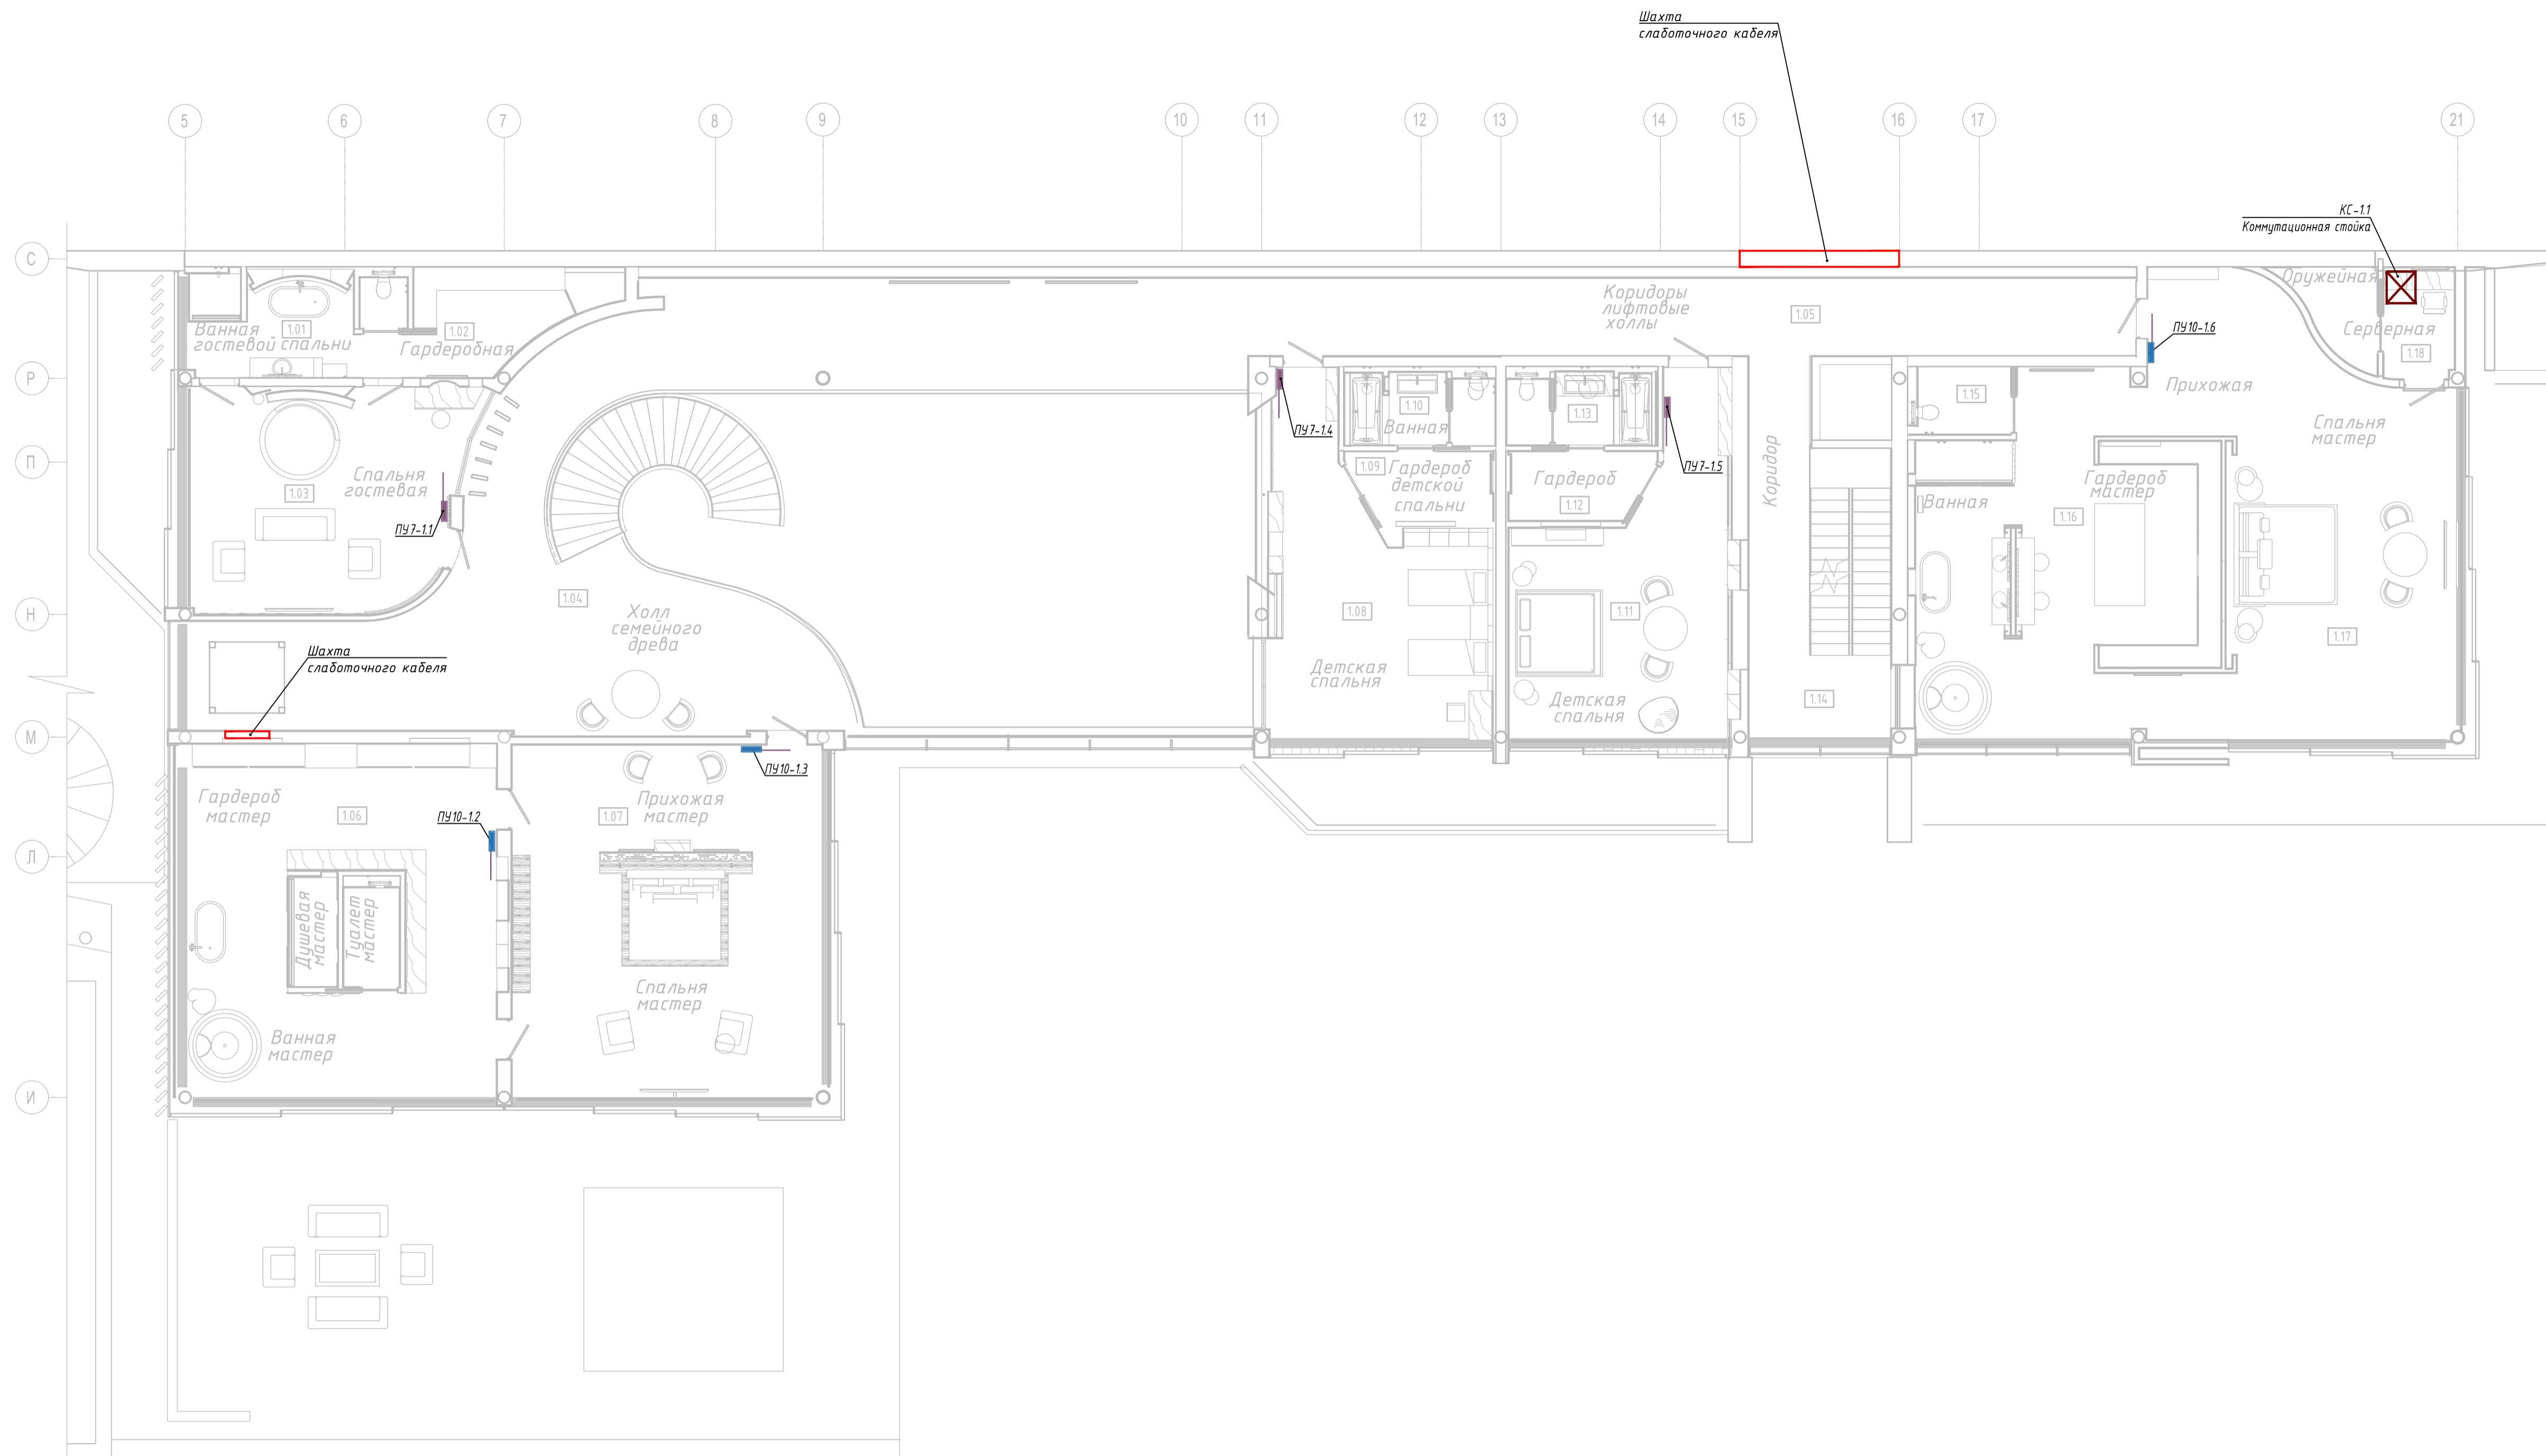 Шахта
слаботочного кабеля
5
6
7
8
9
10
11
12
13
14
15
16
17
21
КС-1.1
Коммутационная стойка
С
Р
П
Н
М
Л
И
Оружейная
Коридоры
лифтовые
холлы
1.05
Ванная
гостевой спальни
1.01
1.02
Гардеробная
ПУ10-1.6
Серверная
1.18
Прихожая
1.15
1.10
Ванная
1.13
ПУ7-1.4
ПУ7-1.5
Коридор
Спальня
мастер
Спальня
гостевая
1.03
ПУ7-1.1
1.09
Гардероб
детской
спальни
Гардероб
1.12
Гардероб
мастер
Ванная
1.16
1.04
Холл
семейного
древа
1.08
1.11
1.17
Шахта
слаботочного кабеля
Детская
спальня
Детская
спальня
1.14
ПУ10-1.3
Гардероб
мастер
1.06
ПУ10-1.2
1.07
Прихожая
мастер
Душевая
мастер
Туалет
мастер
Спальня
мастер
Ванная
мастер